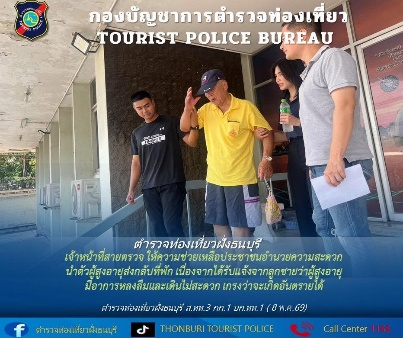 กองบัญชาการตำรวจท่องเที่ยว
TOURIST POLICE BUREAU
ตำรวจท่องเที่ยวฝั่งธนบุรี
เจ้าหน้าที่สายตรวจ ให้ความช่วยเหลือประชาชนอำนวยความสะดวก
นำตัวผู้สูงอายุส่งกลับที่พัก เนื่องจากได้รับแจ้งจากลูกชายว่าผู้สูงอายุ
มีอาการหลงลืมและเดินไม่สะดวก เกรงว่าจะเกิดอันตรายได้
ตำรวจท่องเที่ยวฝั่งธนบุรี ส.ทท.3 กก.1 บก.ทท.1 ( 8 พ.ค.69)
ตำรวจท่องเที่ยวฝั่งธนบุรี
THONBURI TOURIST POLICE
Call Center 1155